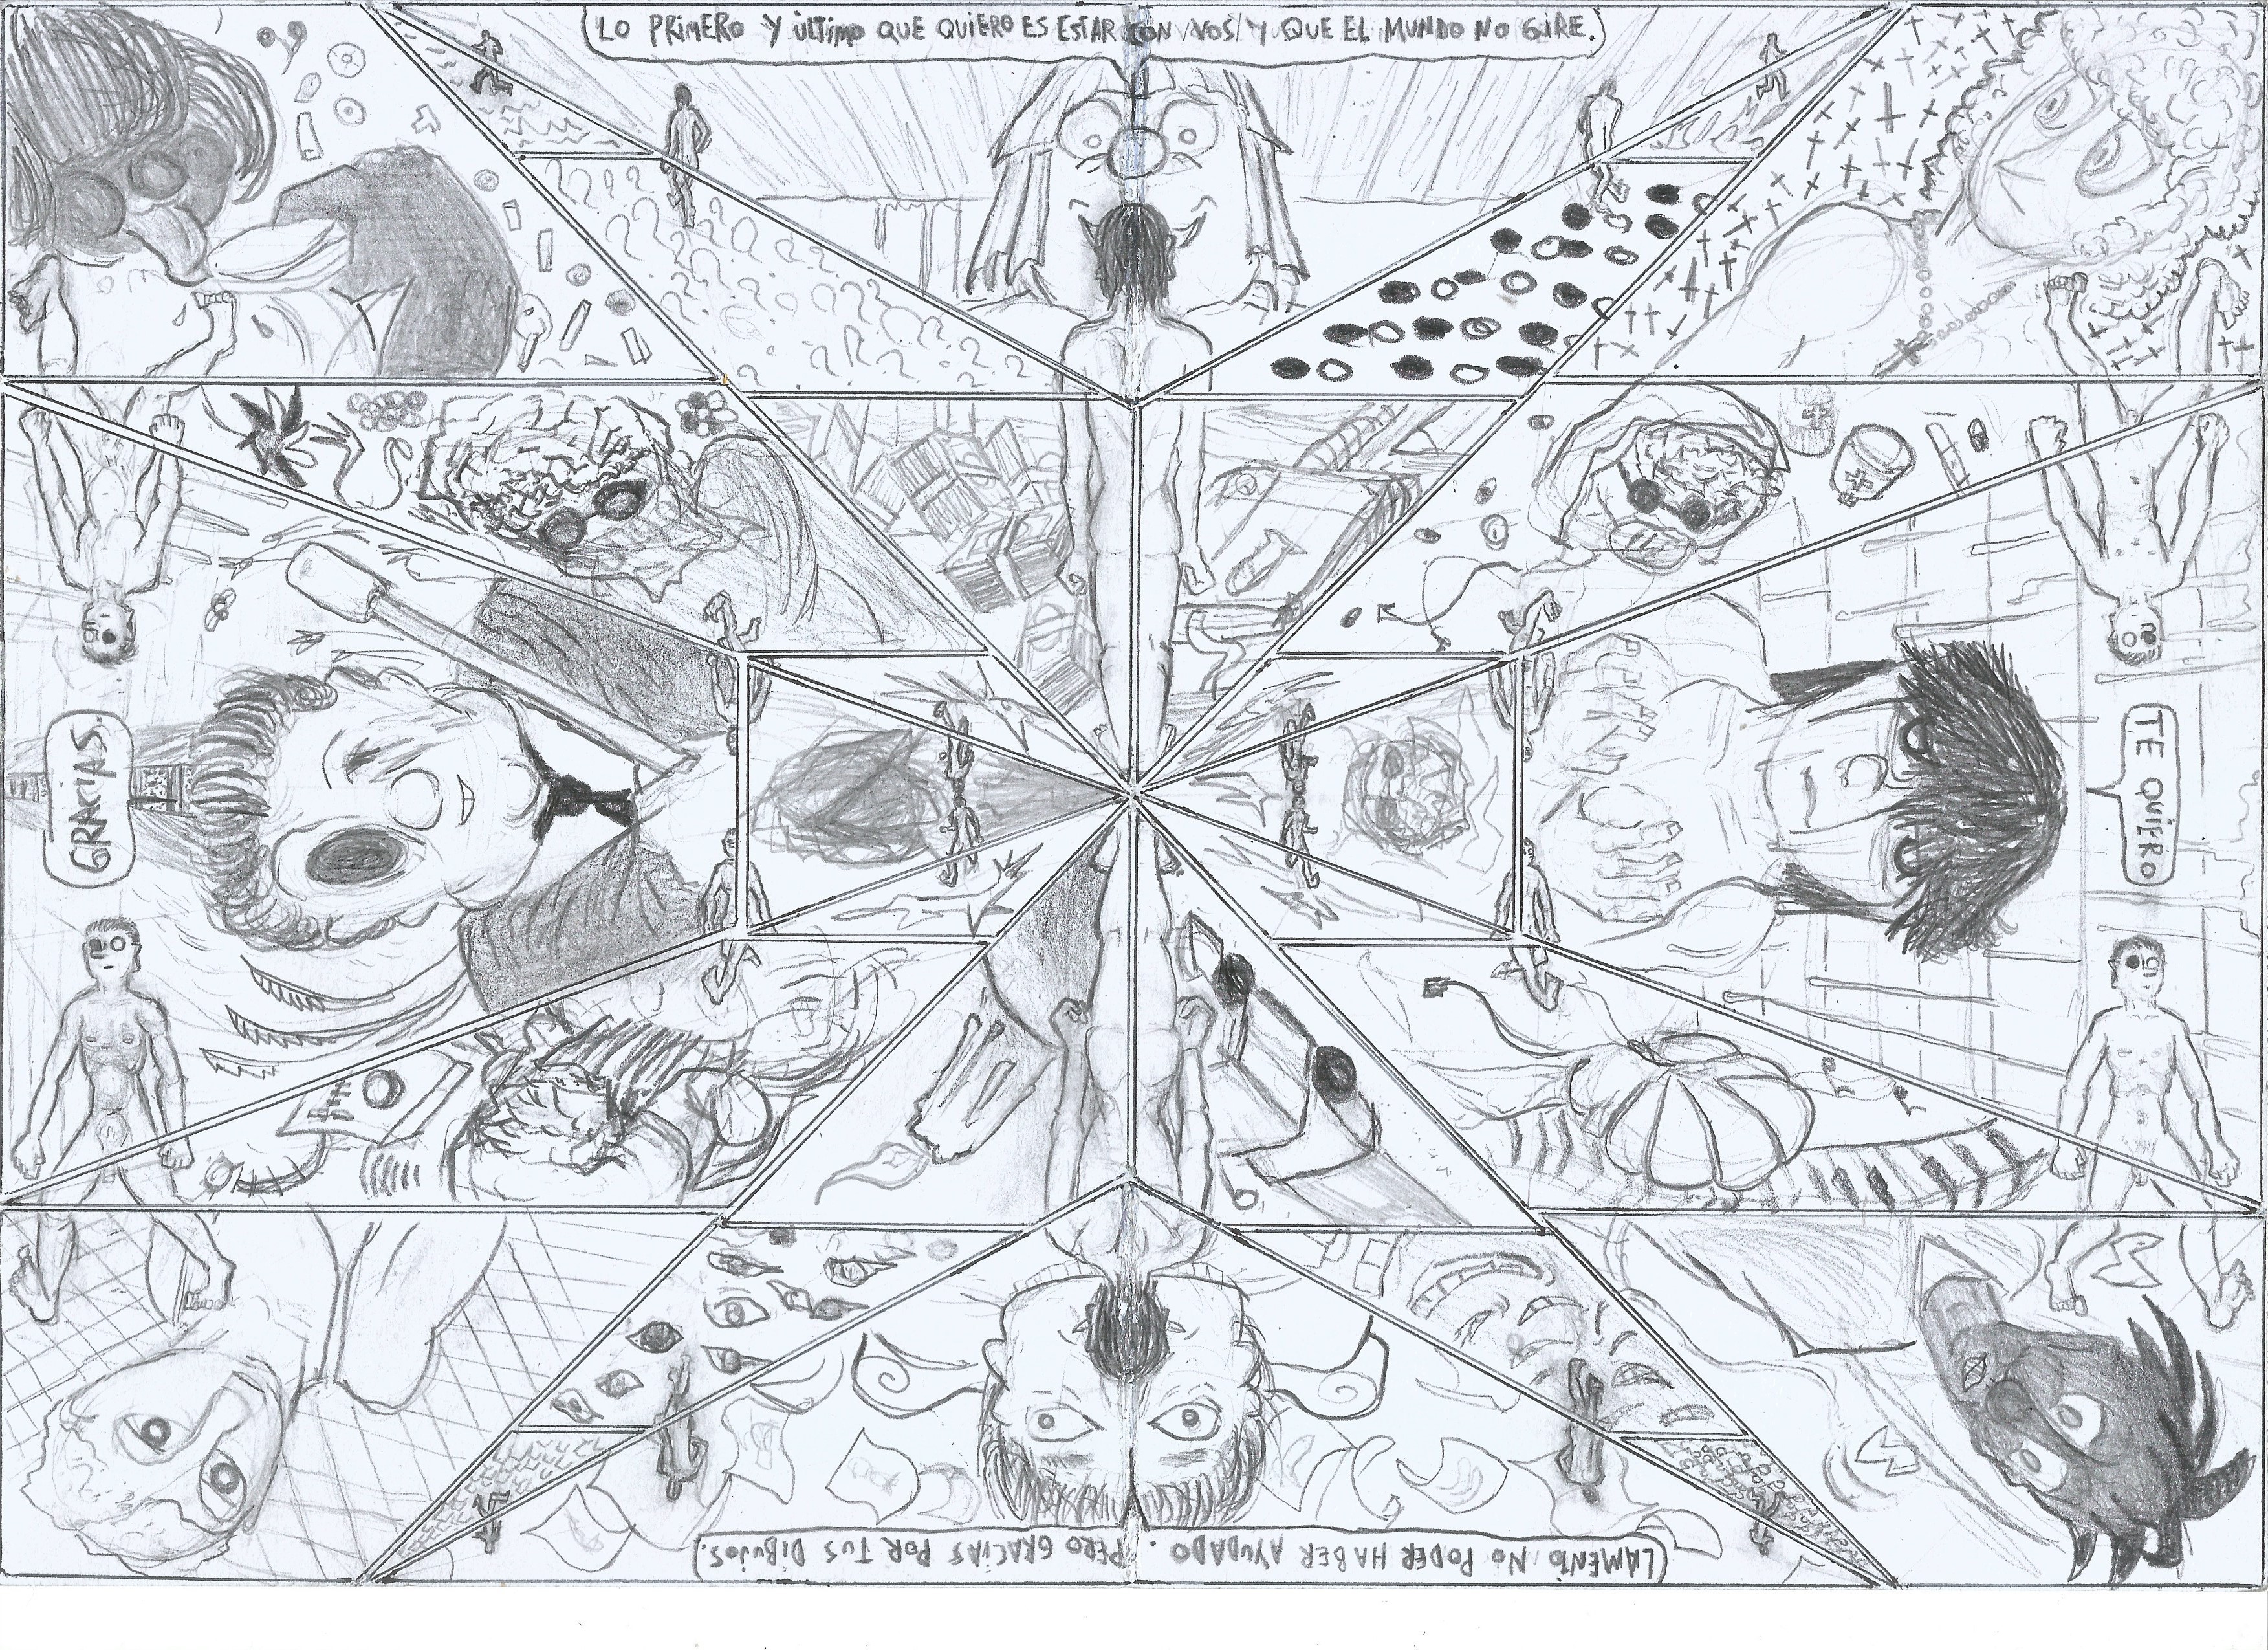 LO PRIMERO Y ÚLTIMO QUE QUIERO ES ESTAR CON VOS Y QUE EL MUNDO NO GIRE.
GRACIAS
TE QUIERO
LAMENTO NO PODER HABER AYUDADO. PERO GRACIAS POR TUS DIBUJOS.